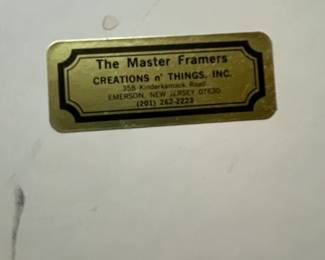 The Master Framers
CREATIONS n' THINGS, INC.
358 Kinderkamack Road
EMERSON, NEW JERSEY 07630
(201) 262-2223